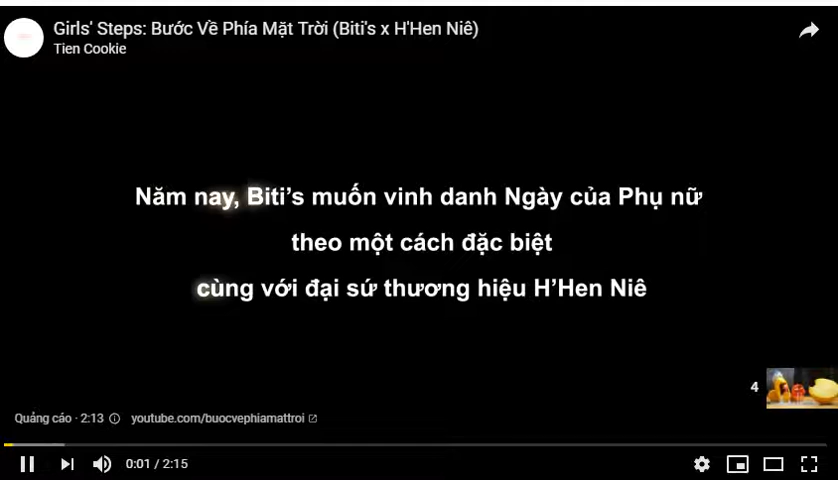 Girls' Steps: Bước Về Phía Mặt Trời (Biti's x H'Hen Niê)
Tien Cookie
Năm nay, Biti's muốn vinh danh Ngày của Phụ nữ
theo một cách đặc biệt
cùng với đại sứ thương hiệu H'Hen Niê
4
Quảng cáo · 2:13 youtube.com/buocvephiamattroi
0:01 / 2:15